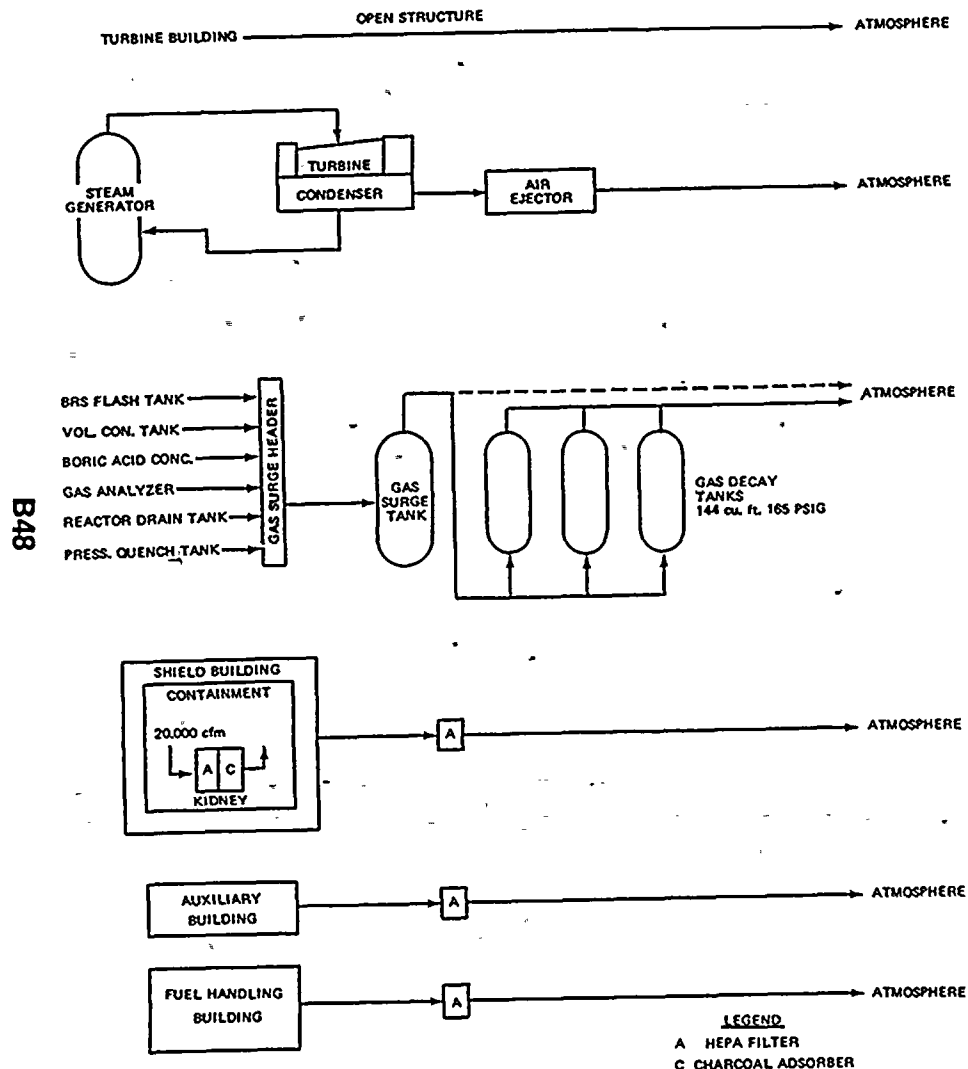 OPEN STRUCTURE
TURBINE BUILDING
ATMOSPHERE
STEAM
GENERATOR
TURBINE
CONDENSER
AIR
EJECTOR
ATMOSPHERE
BRS FLASH TANK
VOL. CON. TANK
BORIC ACID CONC.
GAS ANALYZER
REACTOR DRAIN TANK
PRESS. QUENCH TANK
GAS SURGE HEADER
GAS
SURGE
TANK
ATMOSPHERE
GAS DECAY
TANKS
144 cu. ft. 165 PSIG
B48
SHIELD BUILDING
CONTAINMENT
20,000 cfm
A C
KIDNEY
A
ATMOSPHERE
AUXILIARY
BUILDING
A
ATMOSPHERE
FUEL HANDLING
BUILDING
A
ATMOSPHERE
LEGEND
A HEPA FILTER
C CHARCOAL ADSORBER